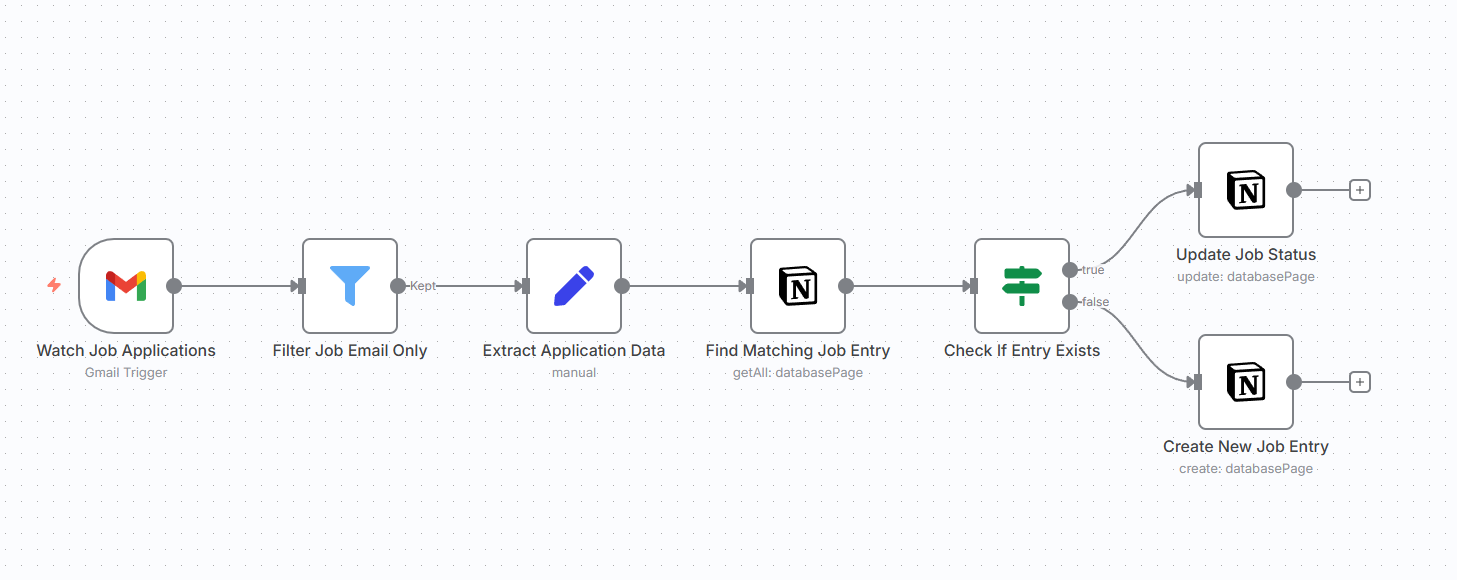 Watch Job Applications
Gmail Trigger
Filter Job Email Only
Kept
Extract Application Data
manual
Find Matching Job Entry
getAll: databasePage
Check If Entry Exists
true
false
Update Job Status
update: databasePage
Create New Job Entry
create: databasePage